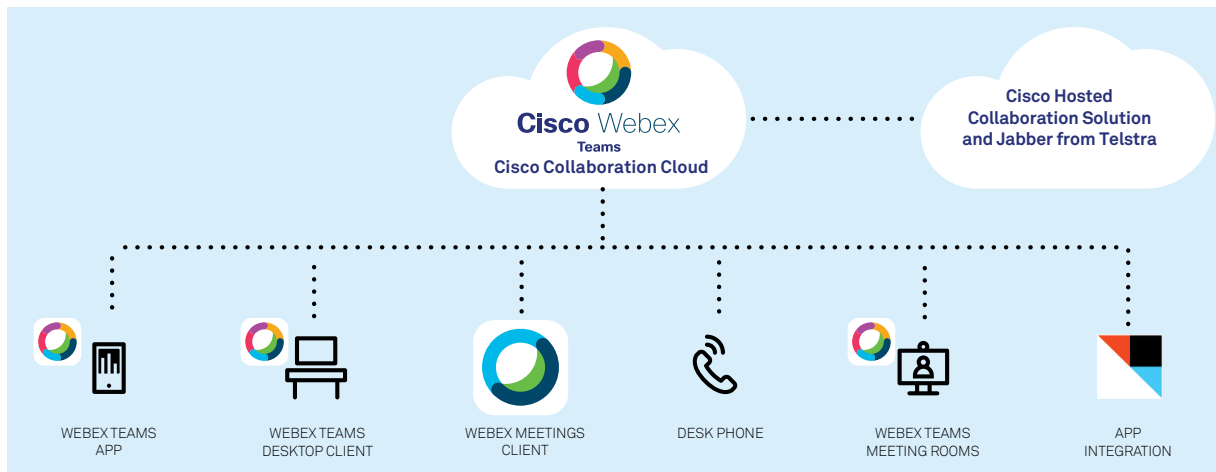 Cisco Webex
Teams
Cisco Collaboration Cloud
Cisco Hosted
Collaboration Solution
and Jabber from Telstra
WEBEX TEAMS
APP
WEBEX TEAMS
DESKTOP CLIENT
WEBEX MEETINGS
CLIENT
DESK PHONE
WEBEX TEAMS
MEETING ROOMS
APP
INTEGRATION